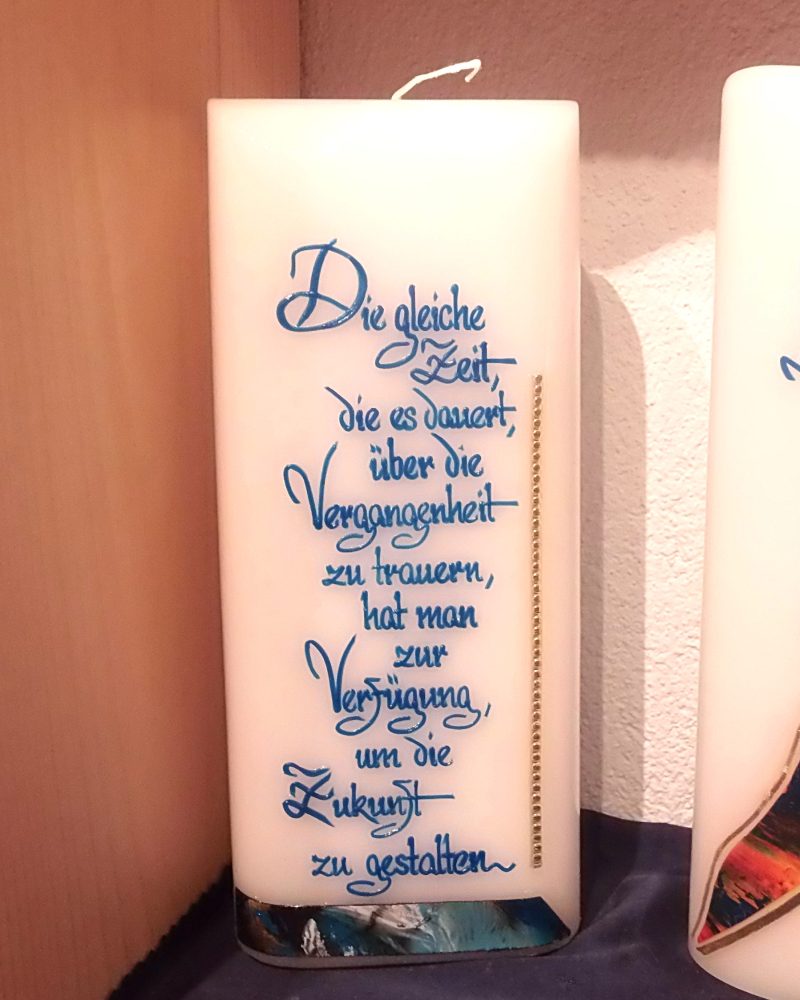 Die gleiche
Zeit,
die es dauert,
über die
Vergangenheit
zu trauern,
hat man
zur
Verfügung,
um die
Zukunft
zu gestalten